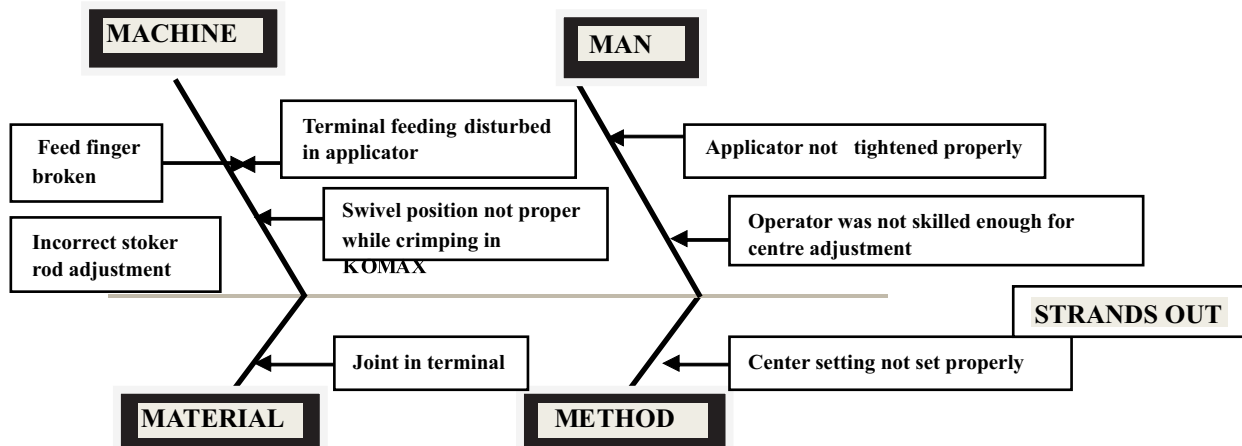 MACHINE
MAN
Feed finger
broken
Terminal feeding disturbed
in applicator
Applicator not tightened properly
Swivel position not proper
while crimping in
KOMAX
Incorrect stoker
rod adjustment
Operator was not skilled enough for
centre adjustment
STRANDS OUT
Joint in terminal
Center setting not set properly
MATERIAL
METHOD